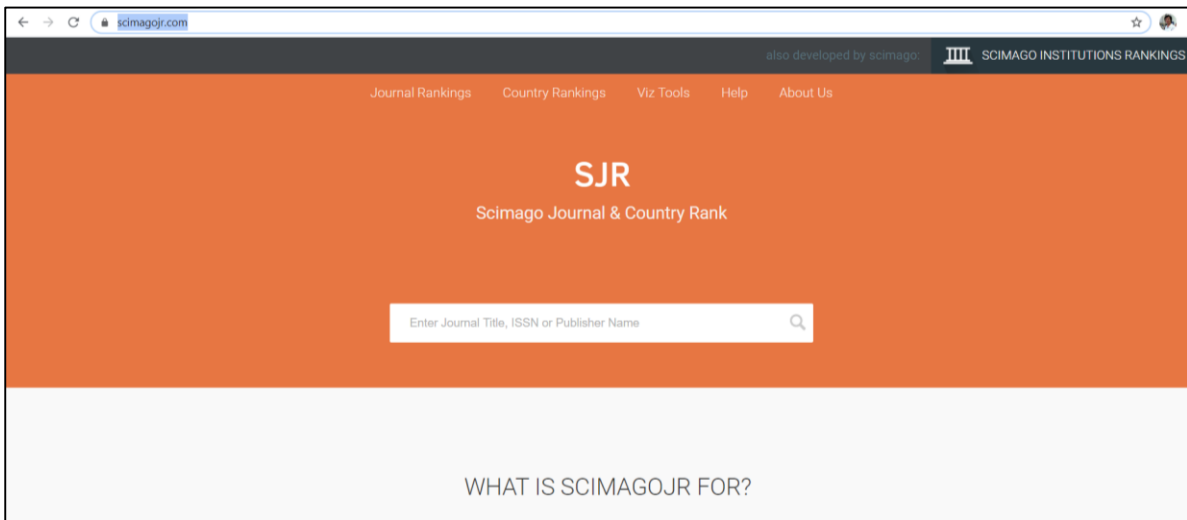 scimagojr.com
also developed by scimago: SCIMAGO INSTITUTIONS RANKINGS
Journal Rankings Country Rankings Viz Tools Help About Us
SJR
Scimago Journal & Country Rank
Enter Journal Title, ISSN or Publisher Name
WHAT IS SCIMAGOJR FOR?